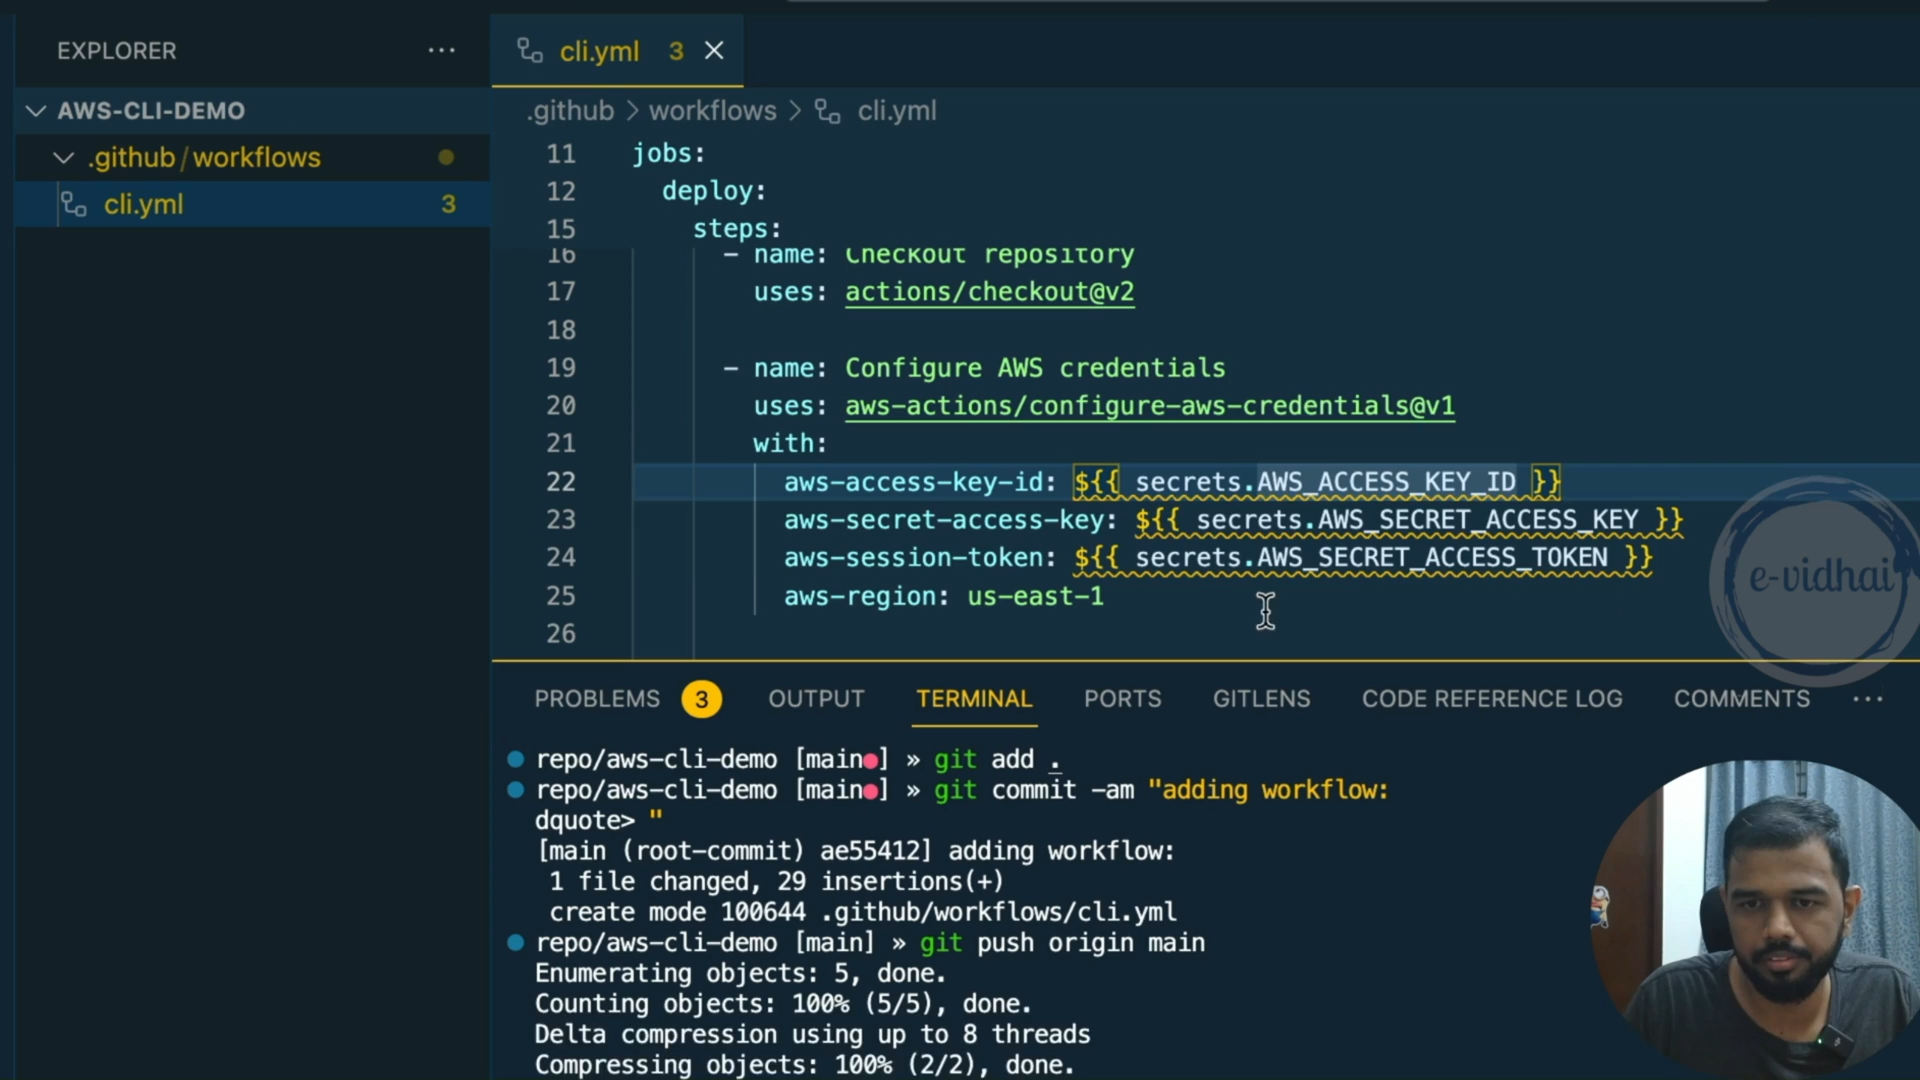 EXPLORER
AWS-CLI-DEMO
.github/workflows
cli.yml 3
cli.yml 3
.github > workflows > cli.yml
11 jobs:
12 deploy:
15 steps:
16 - name: Checkout repository
17 uses: actions/checkout@v2
18
19 - name: Configure AWS credentials
20 uses: aws-actions/configure-aws-credentials@v1
21 with:
22 aws-access-key-id: ${{ secrets.AWS_ACCESS_KEY_ID }}
23 aws-secret-access-key: ${{ secrets.AWS_SECRET_ACCESS_KEY }}
24 aws-session-token: ${{ secrets.AWS_SECRET_ACCESS_TOKEN }}
25 aws-region: us-east-1
26
e-vidhai
PROBLEMS 3 OUTPUT TERMINAL PORTS GITLENS CODE REFERENCE LOG COMMENTS
repo/aws-cli-demo [main●] » git add .
repo/aws-cli-demo [main●] » git commit -am "adding workflow:
dquote> "
[main (root-commit) ae55412] adding workflow:
1 file changed, 29 insertions(+)
create mode 100644 .github/workflows/cli.yml
repo/aws-cli-demo [main] » git push origin main
Enumerating objects: 5, done.
Counting objects: 100% (5/5), done.
Delta compression using up to 8 threads
Compressing objects: 100% (2/2), done.